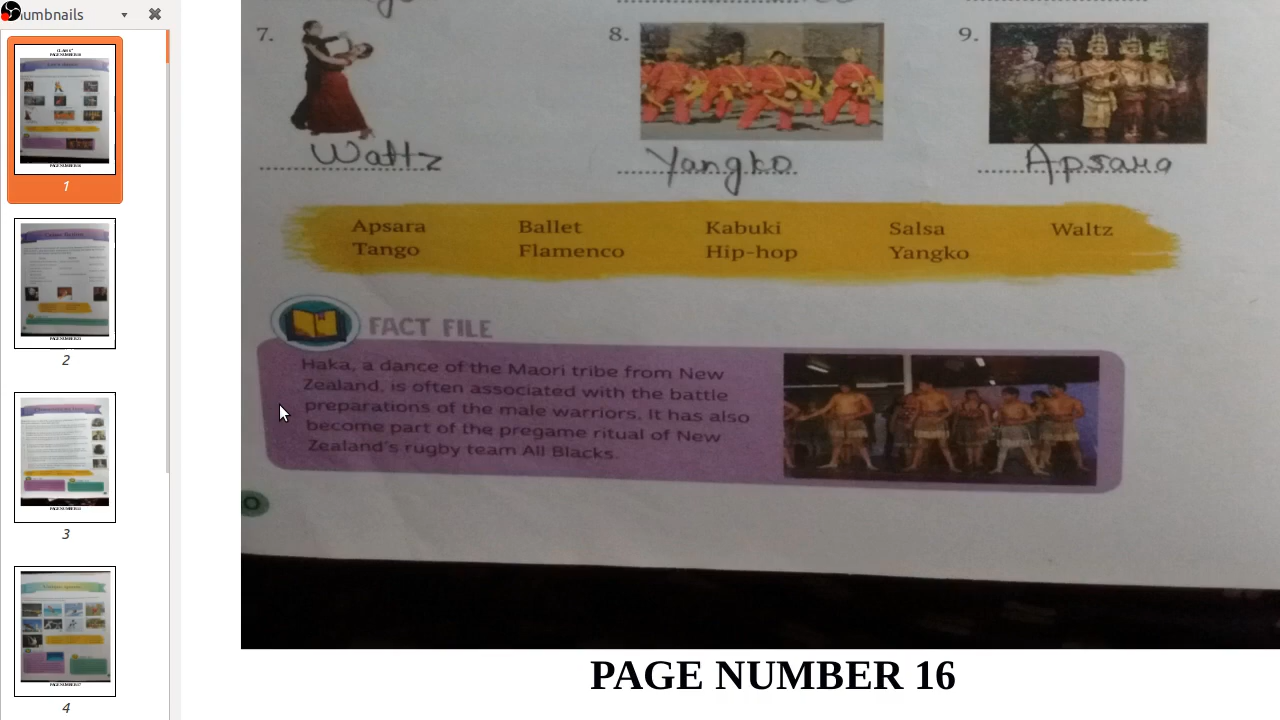 umbnails
1
2
3
4
7.
8.
9.
Waltz
Yangko
Apsara
Apsara Ballet Kabuki Salsa Waltz
Tango Flamenco Hip-hop Yangko
FACT FILE
Haka, a dance of the Maori tribe from New
Zealand, is often associated with the battle
preparations of the male warriors. It has also
become part of the pregame ritual of New
Zealand's rugby team All Blacks.
PAGE NUMBER 16